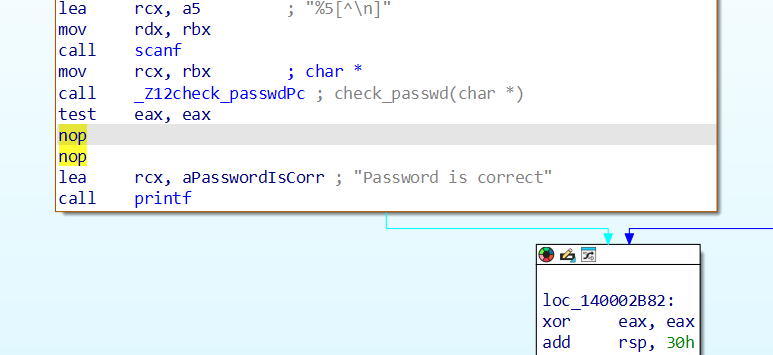 lea rcx, a5 ; "%5[^\n]"
mov rdx, rbx
call scanf
mov rcx, rbx ; char *
call _Z12check_passwdPc ; check_passwd(char *)
test eax, eax
nop
nop
lea rcx, aPasswordIsCorr ; "Password is correct"
call printf
loc_140002B82:
xor eax, eax
add rsp, 30h